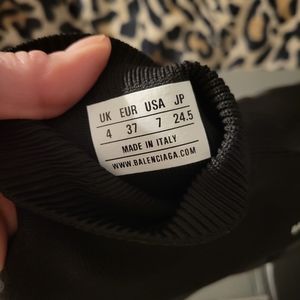 UK EUR USA JP
4 37 7 24.5
MADE IN ITALY
WWW.BALENCIAGA.COM